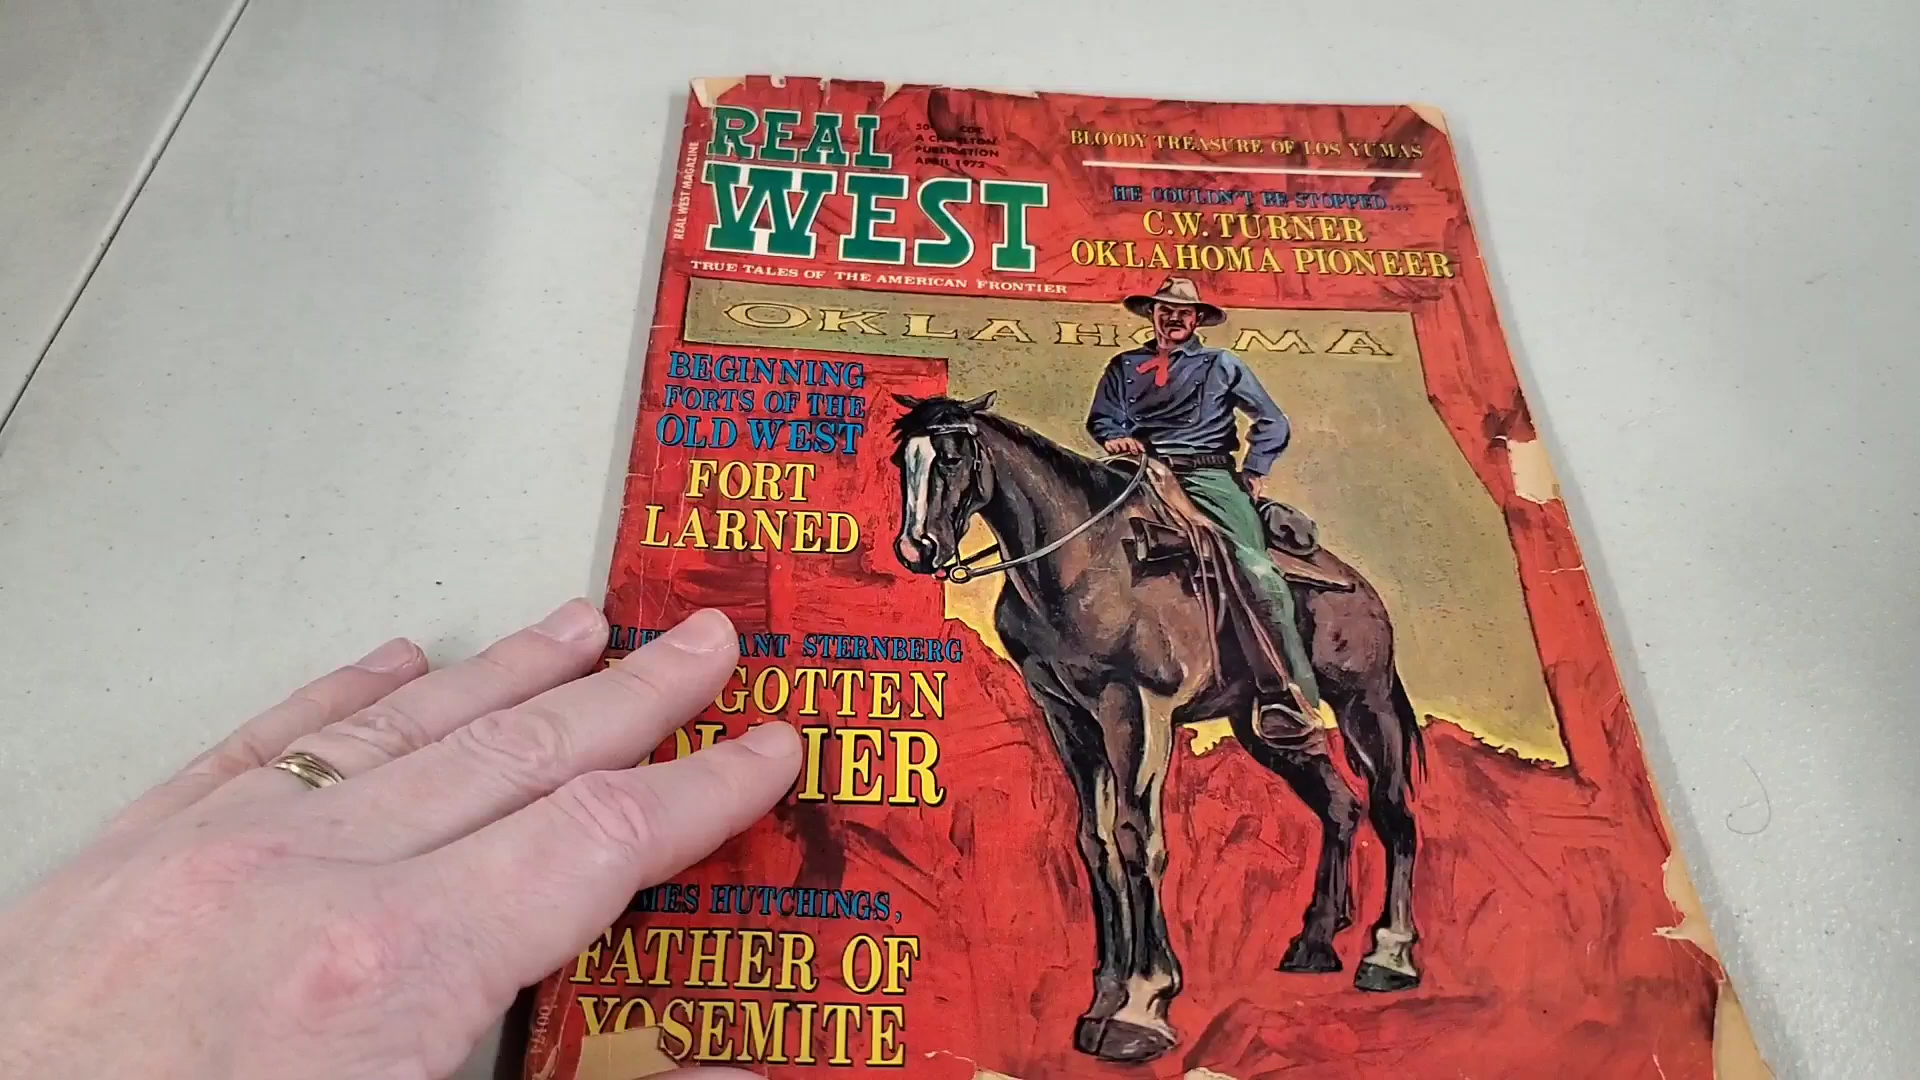 REAL
WEST
TRUE TALES OF THE AMERICAN FRONTIER
REAL WEST MAGAZINE
A CHARLTON
PUBLICATION
APRIL 1972
BLOODY TREASURE OF LOS YUMAS
HE COULDN'T BE STOPPED...
C.W. TURNER
OKLAHOMA PIONEER
OKLAHOMA
BEGINNING
FORTS OF THE
OLD WEST
FORT
LARNED
STERNBERG
GOTTEN
IER
MES HUTCHINGS,
FATHER OF
YOSEMITE